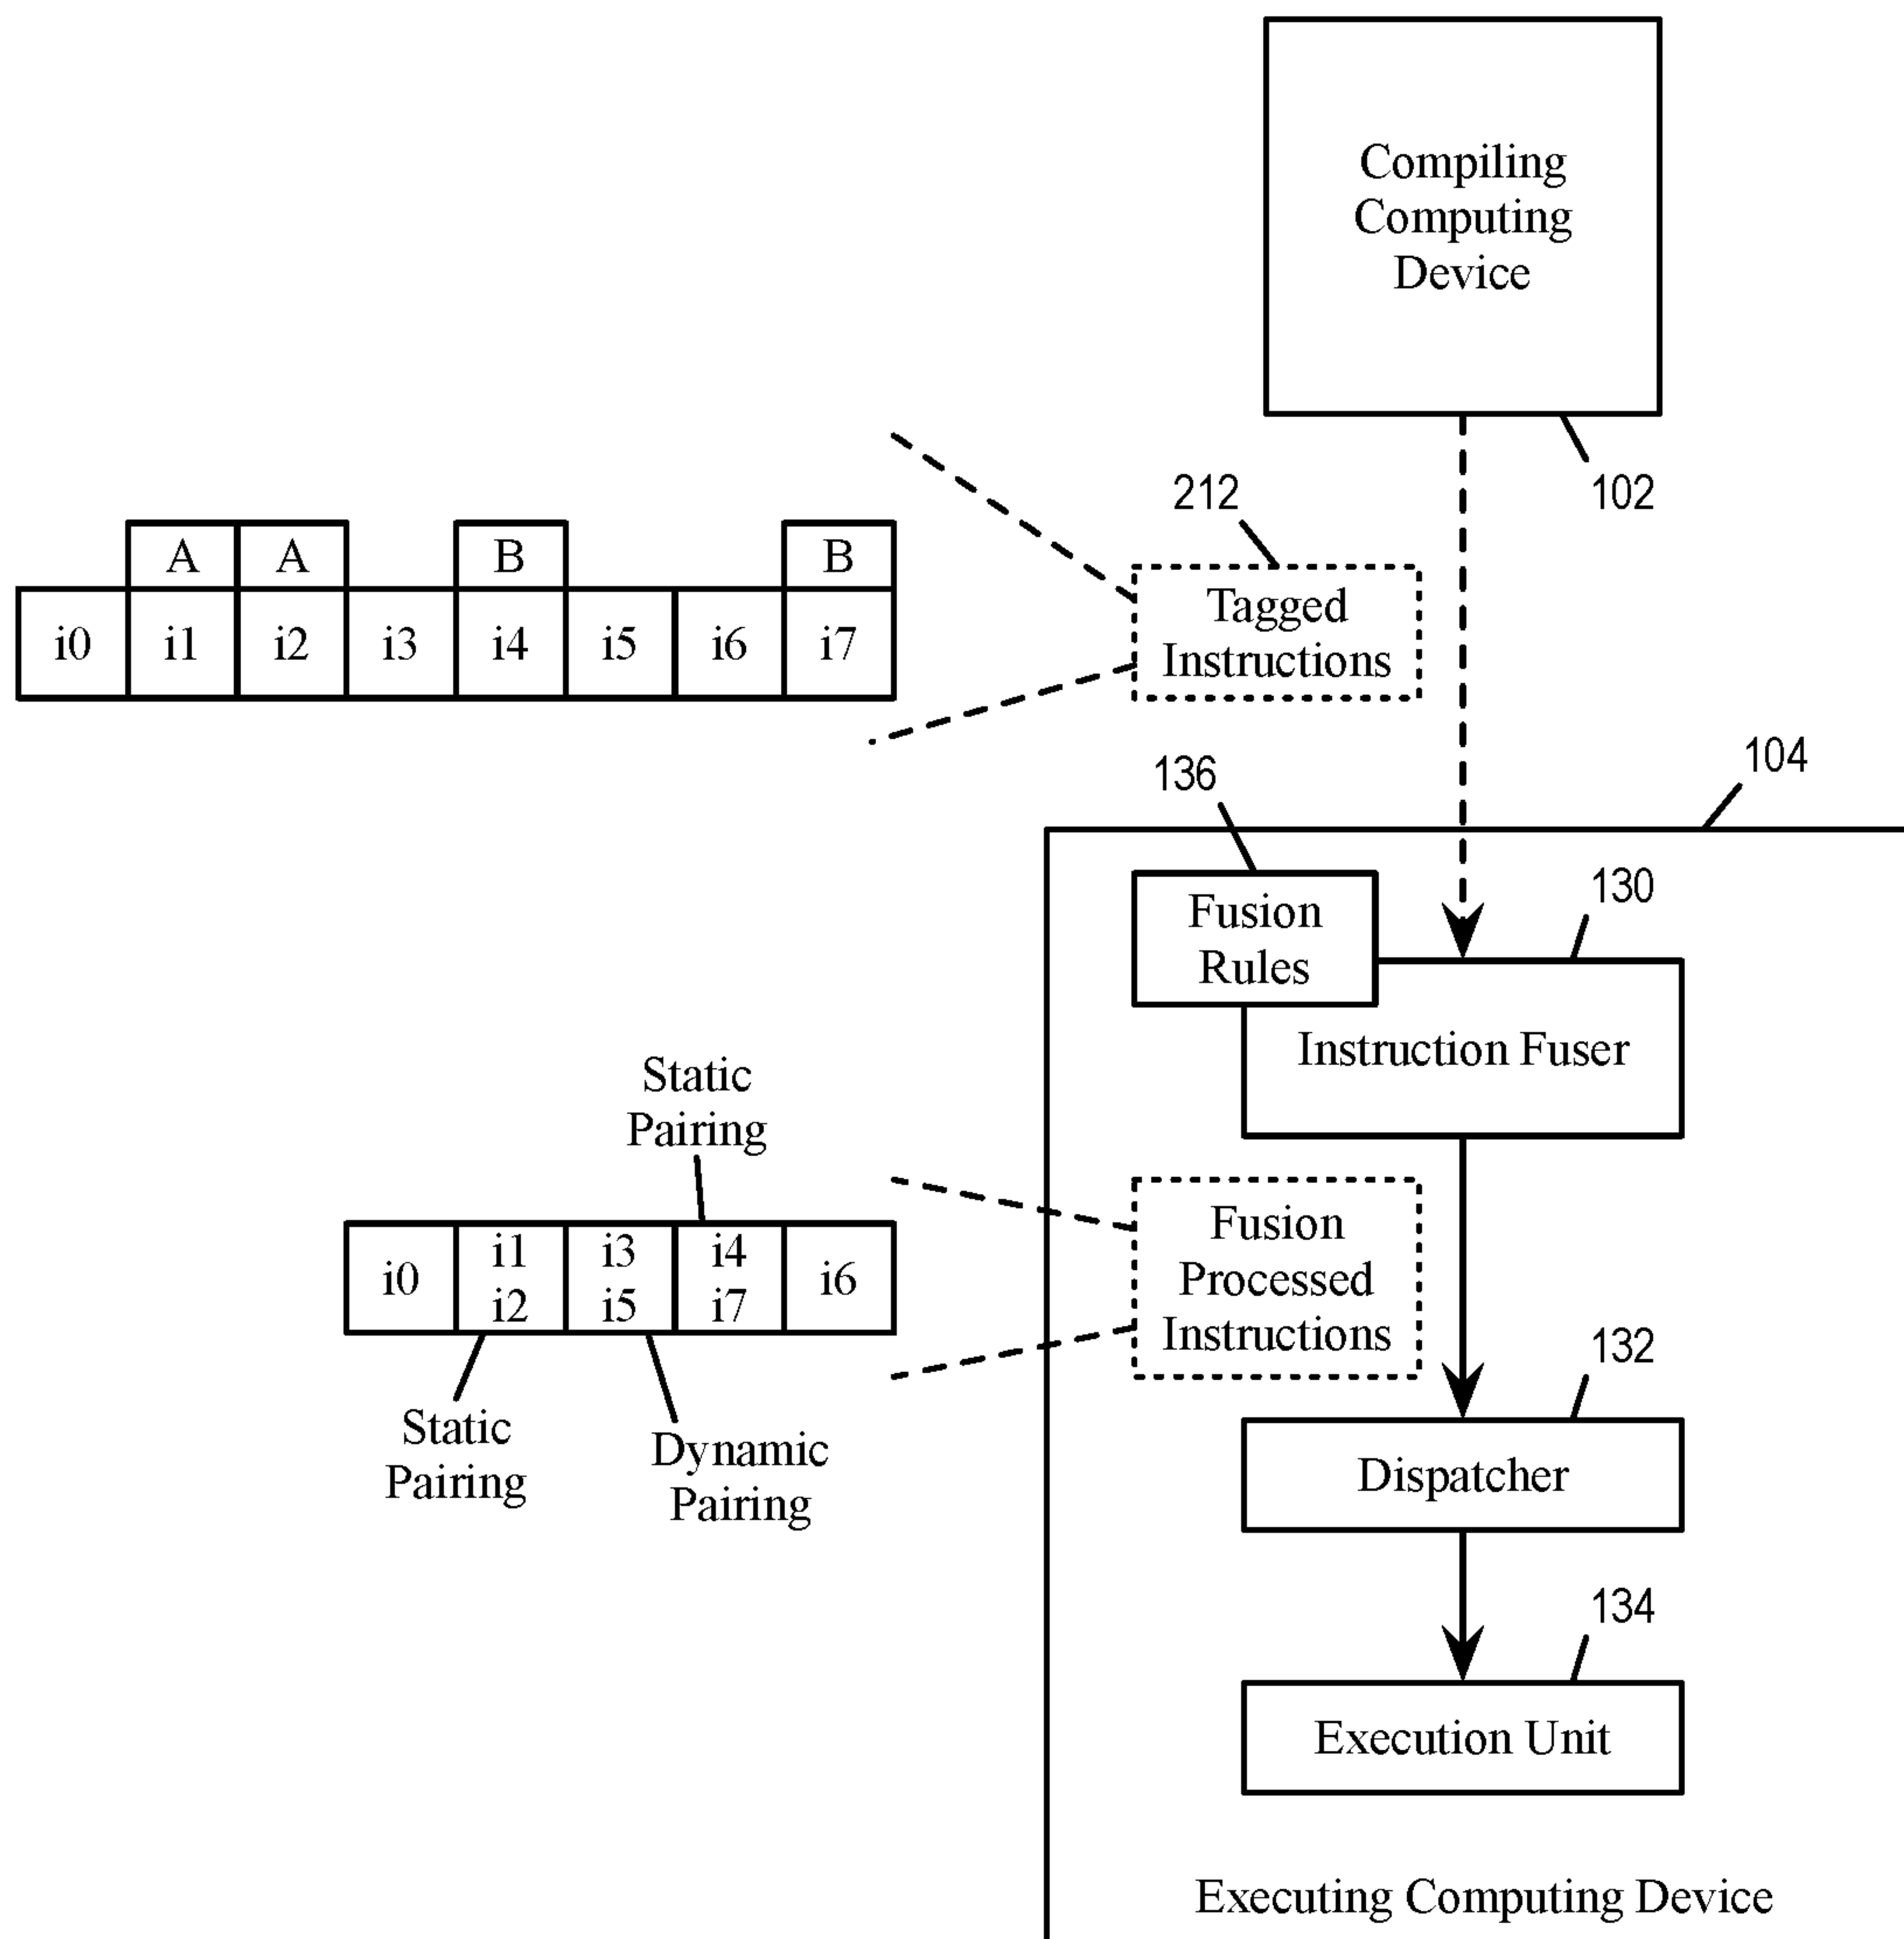 Compiling
Computing
Device
102
212
A A B B
i0 i1 i2 i3 i4 i5 i6 i7
Tagged
Instructions
104
136
130
Fusion
Rules
Instruction Fuser
Static
Pairing
i0 i1 i3 i4 i6
i2 i5 i7
Static
Pairing
Dynamic
Pairing
Fusion
Processed
Instructions
132
Dispatcher
134
Execution Unit
Executing Computing Device